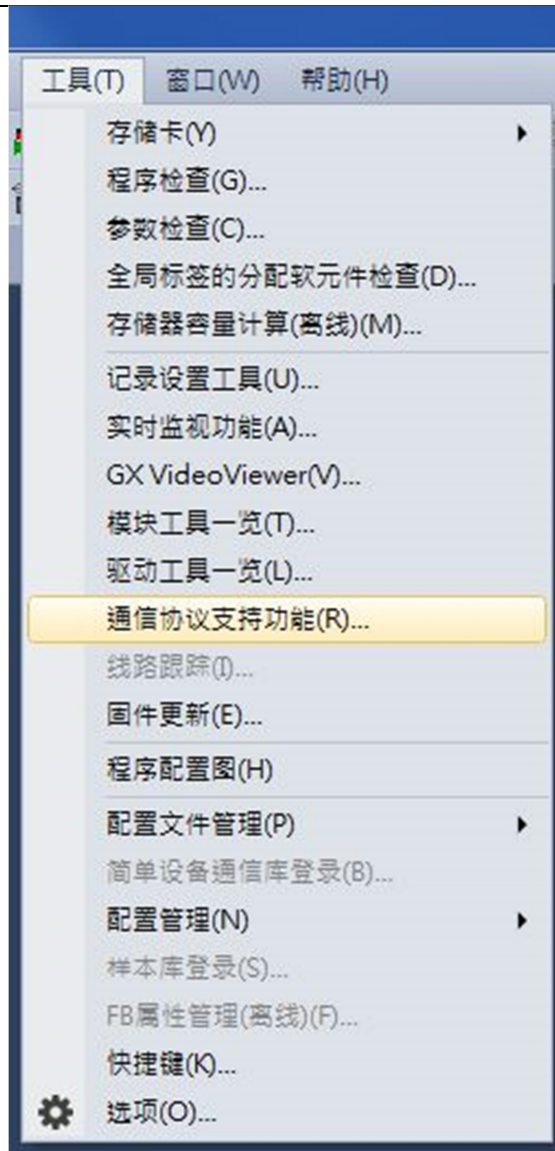 工具(T) 窗口(W) 帮助(H)
存储卡(Y)
程序检查(G)...
参数检查(C)...
全局标签的分配软元件检查(D)...
存储器容量计算(离线)(M)...
记录设置工具(U)...
实时监视功能(A)...
GX VideoViewer(V)...
模块工具一览(T)...
驱动工具一览(L)...
通信协议支持功能(R)...
线路跟踪(I)...
固件更新(E)...
程序配置图(H)
配置文件管理(P)
简单设备通信库登录(B)...
配置管理(N)
样本库登录(S)...
FB属性管理(离线)(F)...
快捷键(K)...
选项(O)...